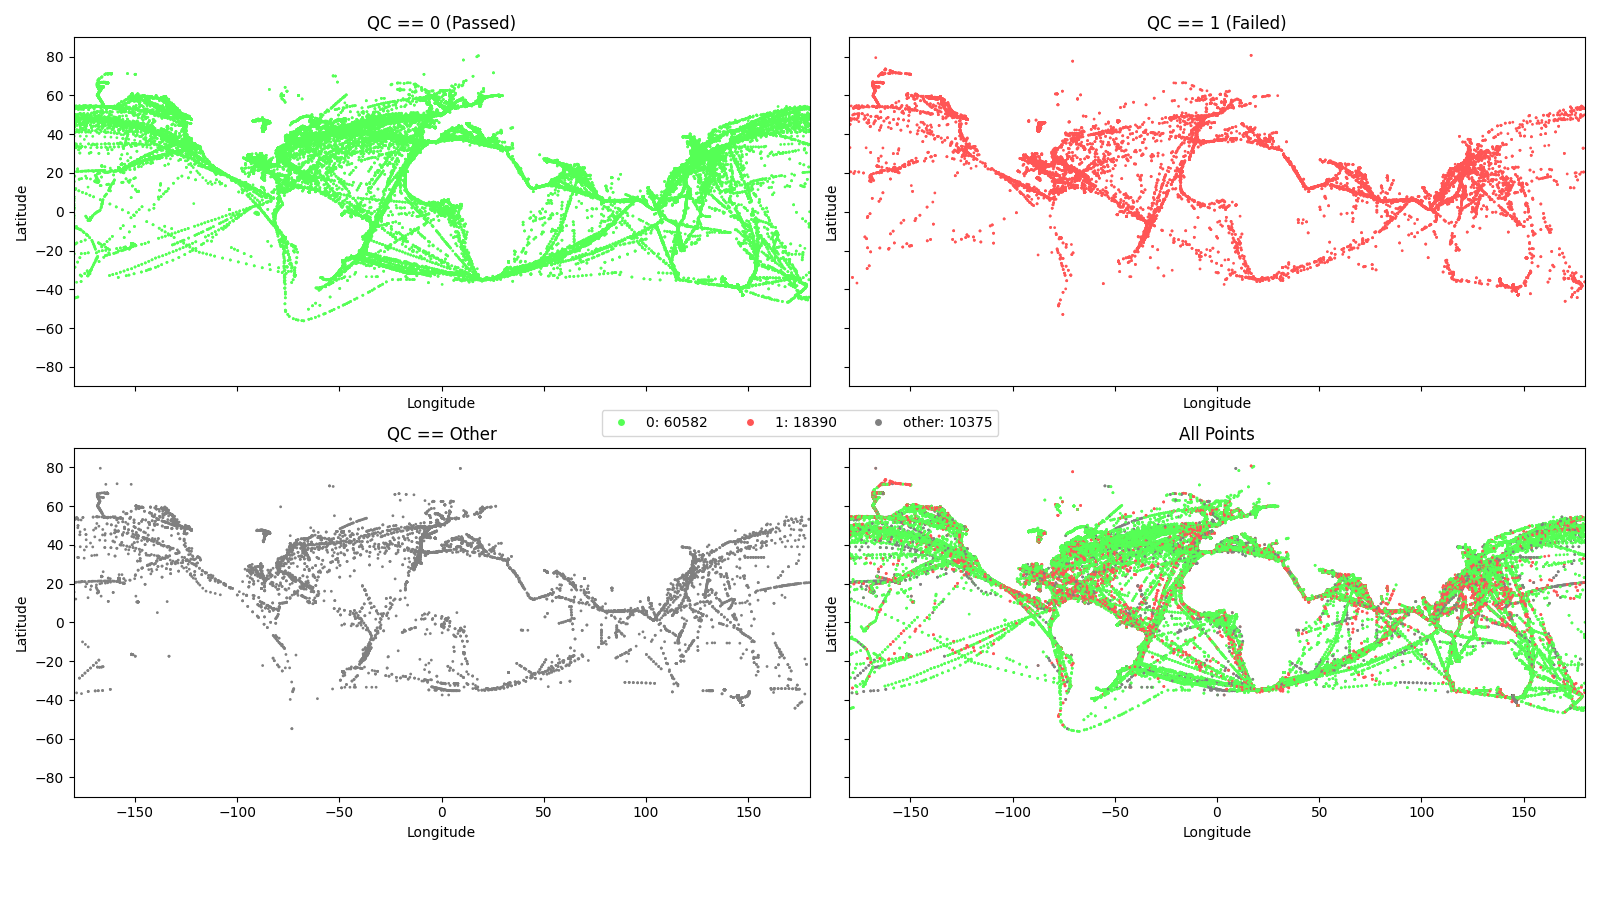 QC == 0 (Passed)
QC == 1 (Failed)
80
60
40
20
0
−20
−40
−60
−80
Latitude
Latitude
Longitude
Longitude
0: 60582 1: 18390 other: 10375
QC == Other
All Points
80
60
40
20
0
−20
−40
−60
−80
Latitude
Latitude
−150 −100 −50 0 50 100 150
−150 −100 −50 0 50 100 150
Longitude
Longitude